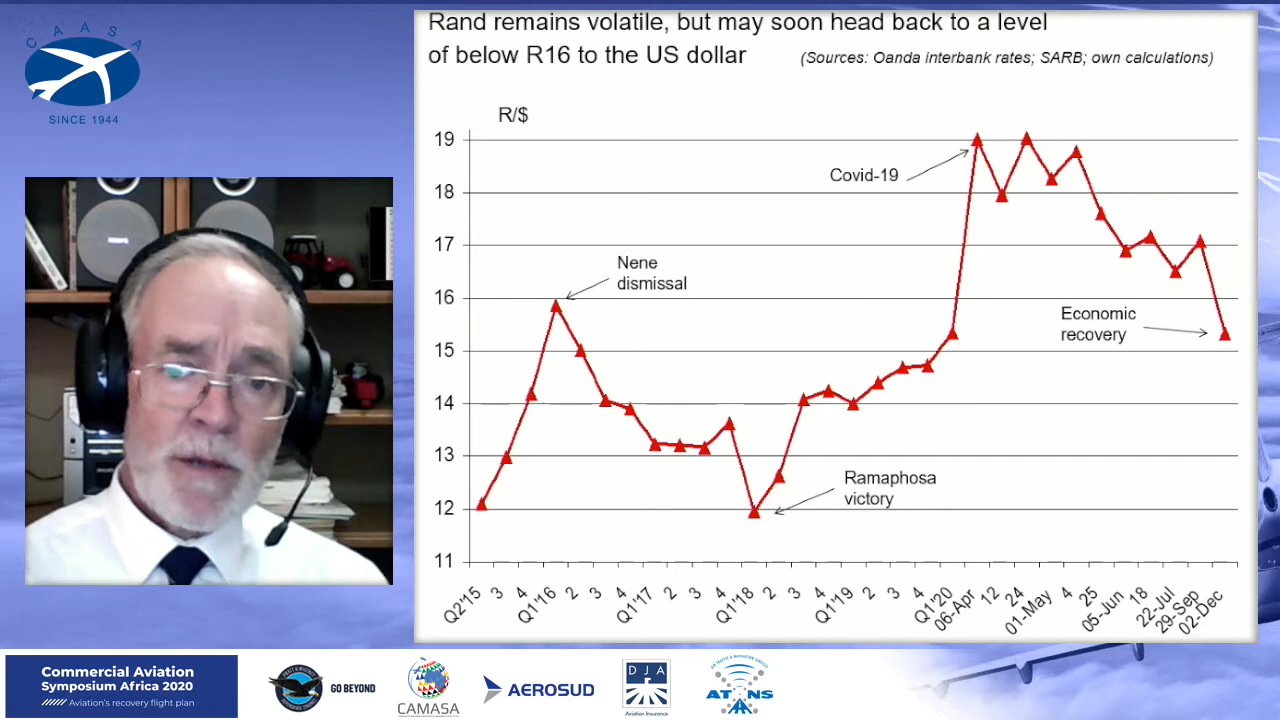 CAASA
SINCE 1944
Rand remains volatile, but may soon head back to a level
of below R16 to the US dollar
(Sources: Oanda interbank rates; SARB; own calculations)
R/$
19
18
17
16
15
14
13
12
11
Covid-19
Nene
dismissal
Economic
recovery
Ramaphosa
victory
Q2'15
3
4
Q1'16
2
3
4
Q1'17
2
3
4
Q1'18
2
3
4
Q1'19
2
3
4
Q1'20
06-Apr
12
24
01-May
4
25
05-Jun
18
22-Jul
29-Sep
02-Dec
Commercial Aviation
Symposium Africa 2020
////// Aviation's recovery flight plan
GO BEYOND
CAMASA
AEROSUD
DJA
Aviation Insurance
AIR TRAFFIC & NAVIGATION SERVICES
ATNS